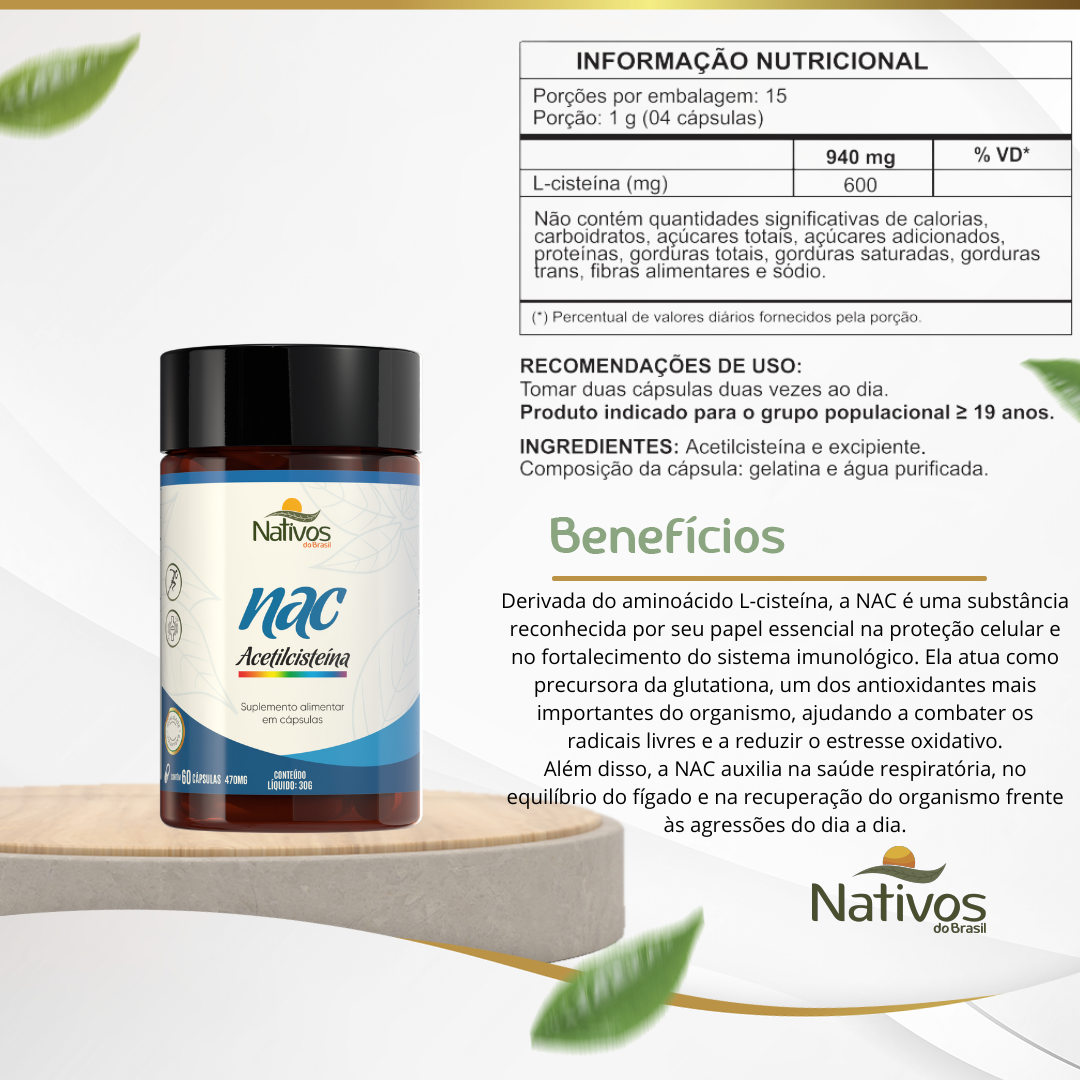 INFORMAÇÃO NUTRICIONAL
Porções por embalagem: 15
Porção: 1 g (04 cápsulas)
940 mg % VD*
L-cisteína (mg) 600
Não contém quantidades significativas de calorias,
carboidratos, açúcares totais, açúcares adicionados,
proteínas, gorduras totais, gorduras saturadas, gorduras
trans, fibras alimentares e sódio.
(*) Percentual de valores diários fornecidos pela porção.
RECOMENDAÇÕES DE USO:
Tomar duas cápsulas duas vezes ao dia.
Produto indicado para o grupo populacional ≥ 19 anos.
INGREDIENTES: Acetilcisteína e excipiente.
Composição da cápsula: gelatina e água purificada.
Benefícios
Derivada do aminoácido L-cisteína, a NAC é uma substância
reconhecida por seu papel essencial na proteção celular e
no fortalecimento do sistema imunológico. Ela atua como
precursora da glutationa, um dos antioxidantes mais
importantes do organismo, ajudando a combater os
radicais livres e a reduzir o estresse oxidativo.
Além disso, a NAC auxilia na saúde respiratória, no
equilíbrio do fígado e na recuperação do organismo frente
às agressões do dia a dia.
Nativos
do Brasil
nac
Acetilcisteína
Suplemento alimentar
em cápsulas
60 CÁPSULAS 470MG
CONTEÚDO
LÍQUIDO: 30G
Nativos
do Brasil